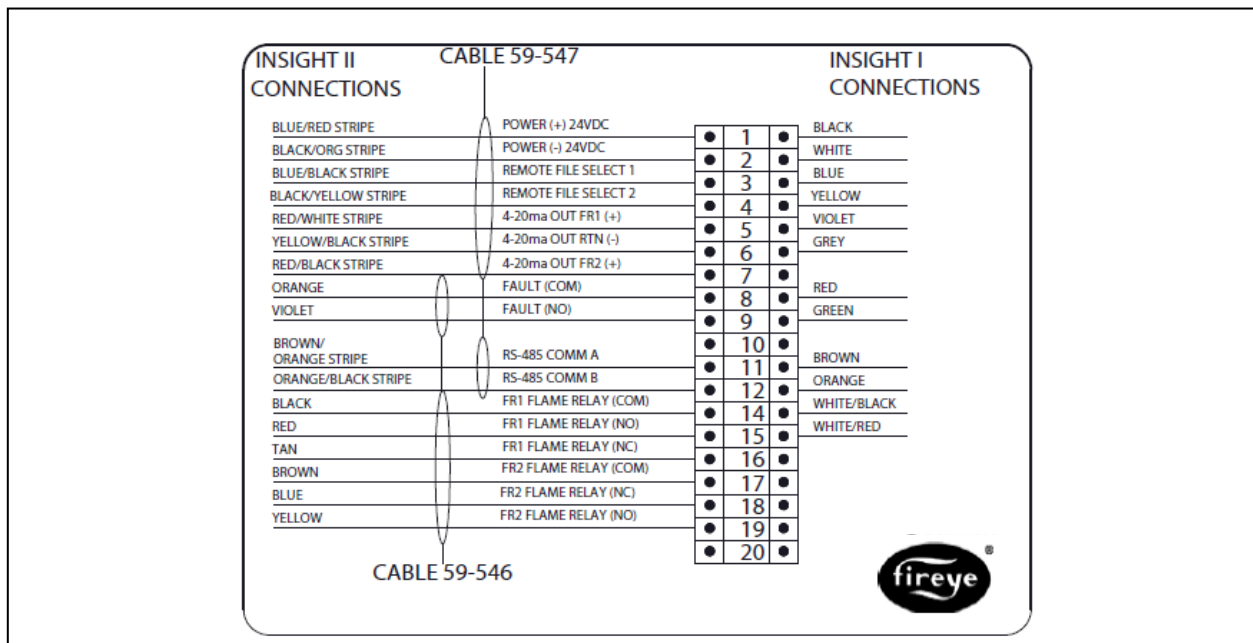 INSIGHT II
CONNECTIONS
CABLE 59-547
INSIGHT I
CONNECTIONS
BLUE/RED STRIPE POWER (+) 24VDC 1 BLACK
BLACK/ORG STRIPE POWER (-) 24VDC 2 WHITE
BLUE/BLACK STRIPE REMOTE FILE SELECT 1 3 BLUE
BLACK/YELLOW STRIPE REMOTE FILE SELECT 2 4 YELLOW
RED/WHITE STRIPE 4-20ma OUT FR1 (+) 5 VIOLET
YELLOW/BLACK STRIPE 4-20ma OUT RTN (-) 6 GREY
RED/BLACK STRIPE 4-20ma OUT FR2 (+) 7
ORANGE FAULT (COM) 8 RED
VIOLET FAULT (NO) 9 GREEN
10
BROWN/
ORANGE STRIPE RS-485 COMM A 11 BROWN
ORANGE/BLACK STRIPE RS-485 COMM B 12 ORANGE
BLACK FR1 FLAME RELAY (COM) 14 WHITE/BLACK
RED FR1 FLAME RELAY (NO) 15 WHITE/RED
TAN FR1 FLAME RELAY (NC) 16
BROWN FR2 FLAME RELAY (COM) 17
BLUE FR2 FLAME RELAY (NC) 18
YELLOW FR2 FLAME RELAY (NO) 19
20
CABLE 59-546
fireye ®